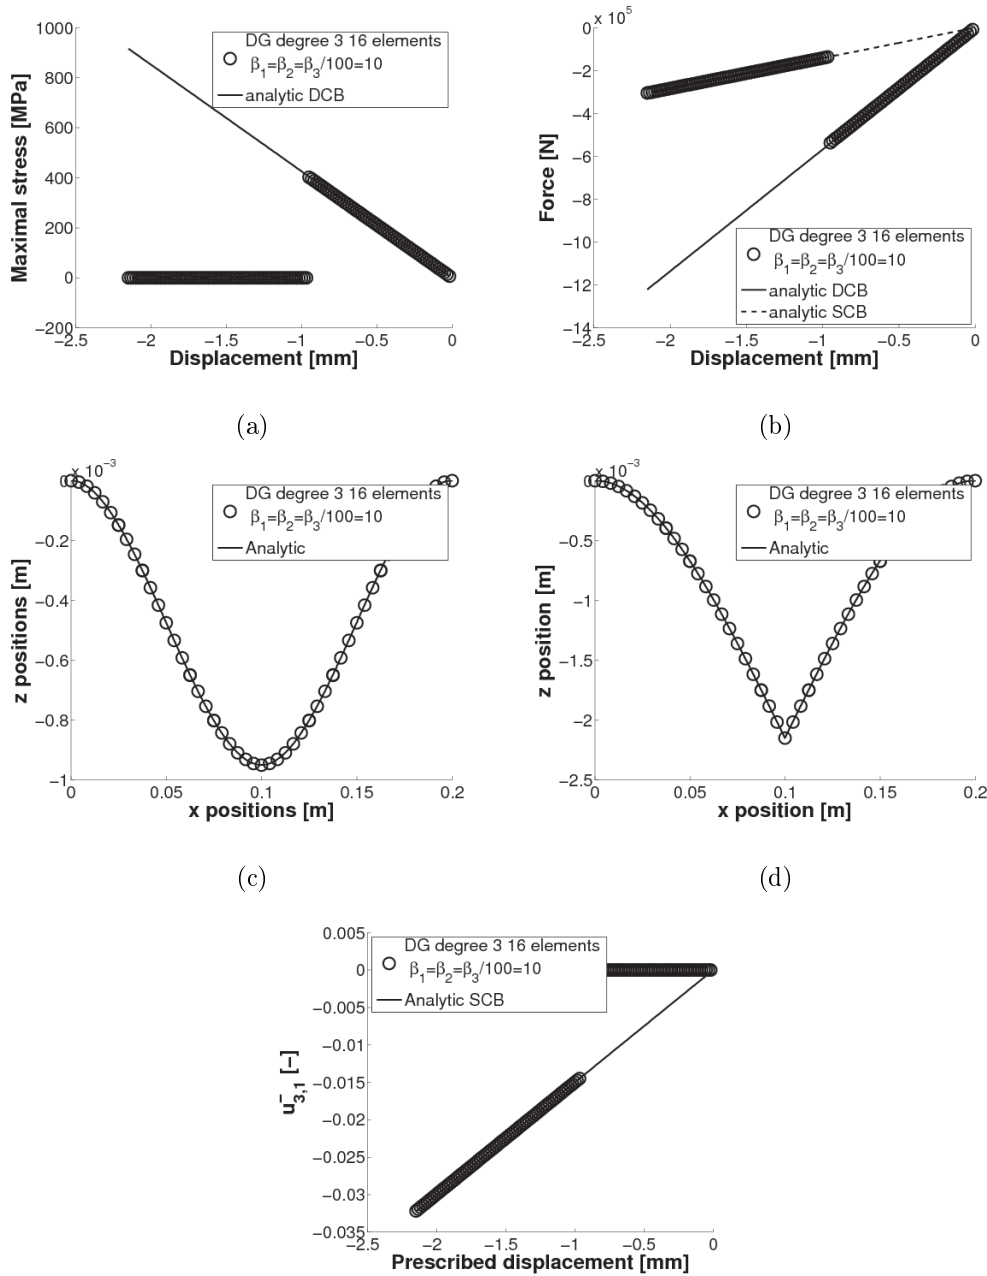 1000
800
600
400
200
0
−200
−2.5
−2
−1.5
−1
−0.5
0
Maximal stress [MPa]
Displacement [mm]
DG degree 3 16 elements
β1=β2=β3/100=10
analytic DCB
(a)
x 10^5
0
−2
−4
−6
−8
−10
−12
−14
−2.5
−2
−1.5
−1
−0.5
0
Force [N]
Displacement [mm]
DG degree 3 16 elements
β1=β2=β3/100=10
analytic DCB
analytic SCB
(b)
x 10^−3
0
−0.2
−0.4
−0.6
−0.8
−1
0
0.05
0.1
0.15
0.2
z positions [m]
x positions [m]
DG degree 3 16 elements
β1=β2=β3/100=10
Analytic
(c)
x 10^−3
0
−0.5
−1
−1.5
−2
−2.5
0
0.05
0.1
0.15
0.2
z position [m]
x position [m]
DG degree 3 16 elements
β1=β2=β3/100=10
Analytic
(d)
0.005
0
−0.005
−0.01
−0.015
−0.02
−0.025
−0.03
−0.035
−2.5
−2
−1.5
−1
−0.5
0
u⁻3,1 [−]
Prescribed displacement [mm]
DG degree 3 16 elements
β1=β2=β3/100=10
Analytic SCB